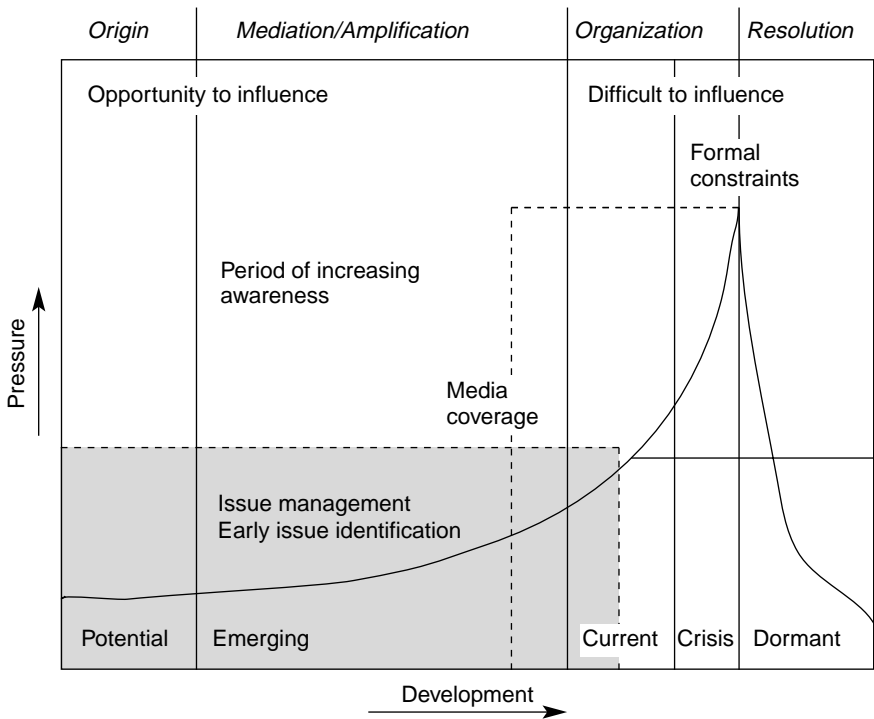 Origin
Mediation/Amplification
Organization
Resolution
Opportunity to influence
Difficult to influence
Formal
constraints
Period of increasing
awareness
Pressure
Media
coverage
Issue management
Early issue identification
Potential
Emerging
Current
Crisis
Dormant
Development